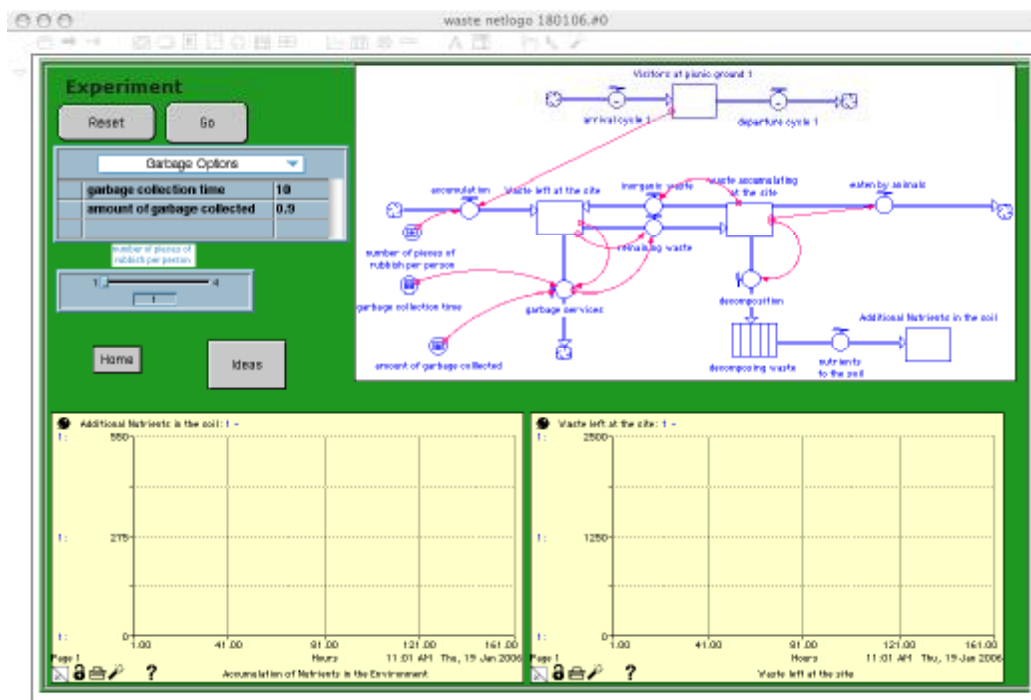 waste netlogo 180106.#0
Experiment
Reset
Go
Garbage Options
garbage collection time 10
amount of garbage collected 0.9
number of pieces of
rubbish per person
1 4
1
Home
Ideas
Visitors at picnic ground 1
arrival cycle 1
departure cycle 1
accumulation
Waste left at the site
inorganic waste
waste accumulating
at the site
eaten by animals
number of pieces of
rubbish per person
remaining waste
garbage collection time
garbage services
decomposition
Additional Nutrients in the soil
amount of garbage colllected
decomposing waste
nutrients
to the soil
Additional Nutrients in the soil: 1 -
1: 550
1: 275
1: 0
1.00 41.00 81.00 121.00 161.00
Page 1 Hours 11:01 AM Thu, 19 Jan 2006
? Accumulation of Nutrients in the Environment
Waste left at the site: 1 -
1: 2500
1: 1250
1: 0
1.00 41.00 81.00 121.00 161.00
Page 1 Hours 11:01 AM Thu, 19 Jan 2006
? Waste left at the site